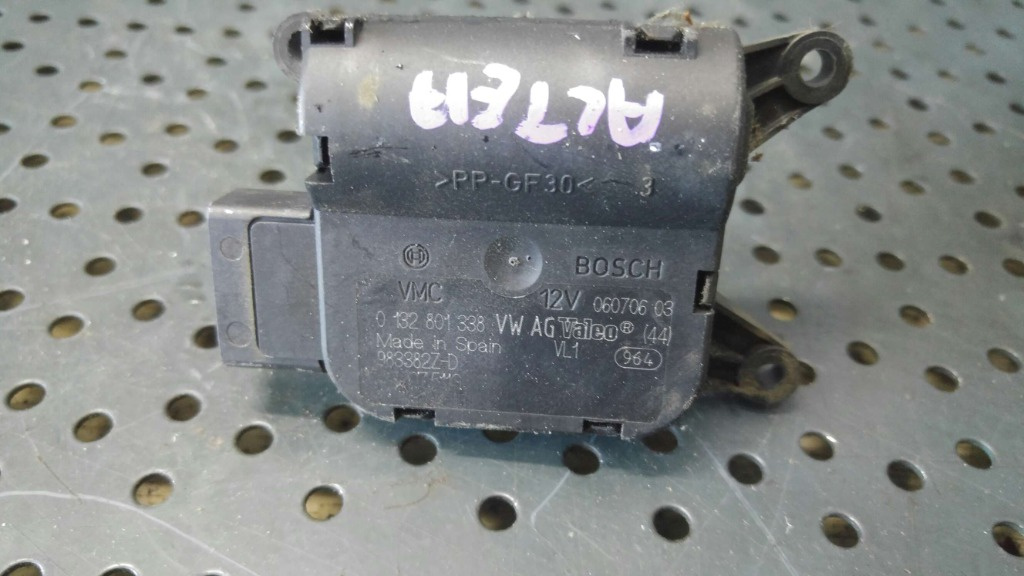 ALTEA
>PP-GF30< 3
BOSCH
VMC 12V 060706 03
0 132 801 338 VW AG Valeo® (44)
Made in Spain VL1 964
983382Z-D